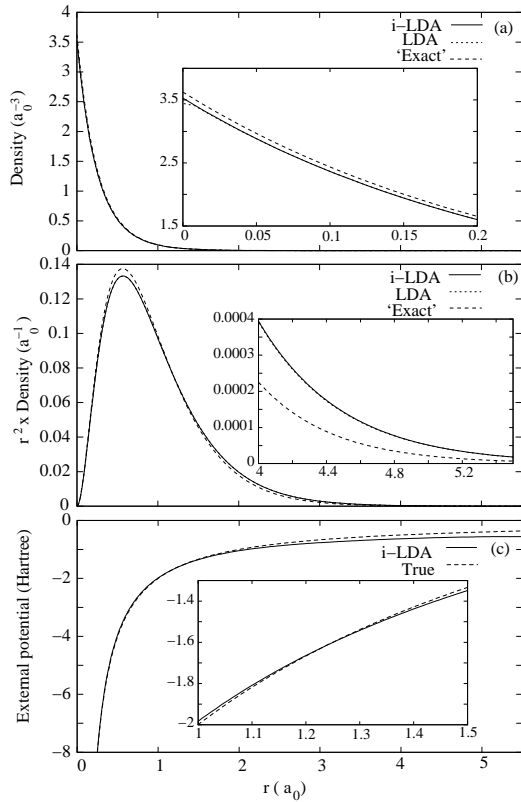 (a)
i−LDA
LDA
‘Exact’
Density (a₀⁻³)
4
3.5
3
2.5
2
1.5
1
0.5
0
3.5
2.5
1.5
0 0.05 0.1 0.15 0.2
(b)
i−LDA
LDA
‘Exact’
r² x Density (a₀⁻¹)
0.14
0.12
0.10
0.08
0.06
0.04
0.02
0
0.0004
0.0003
0.0002
0.0001
0
4 4.4 4.8 5.2
(c)
i−LDA
True
External potential (Hartree)
0
−2
−4
−6
−8
−1.4
−1.6
−1.8
−2
1 1.1 1.2 1.3 1.4 1.5
0 1 2 3 4 5
r ( a₀)